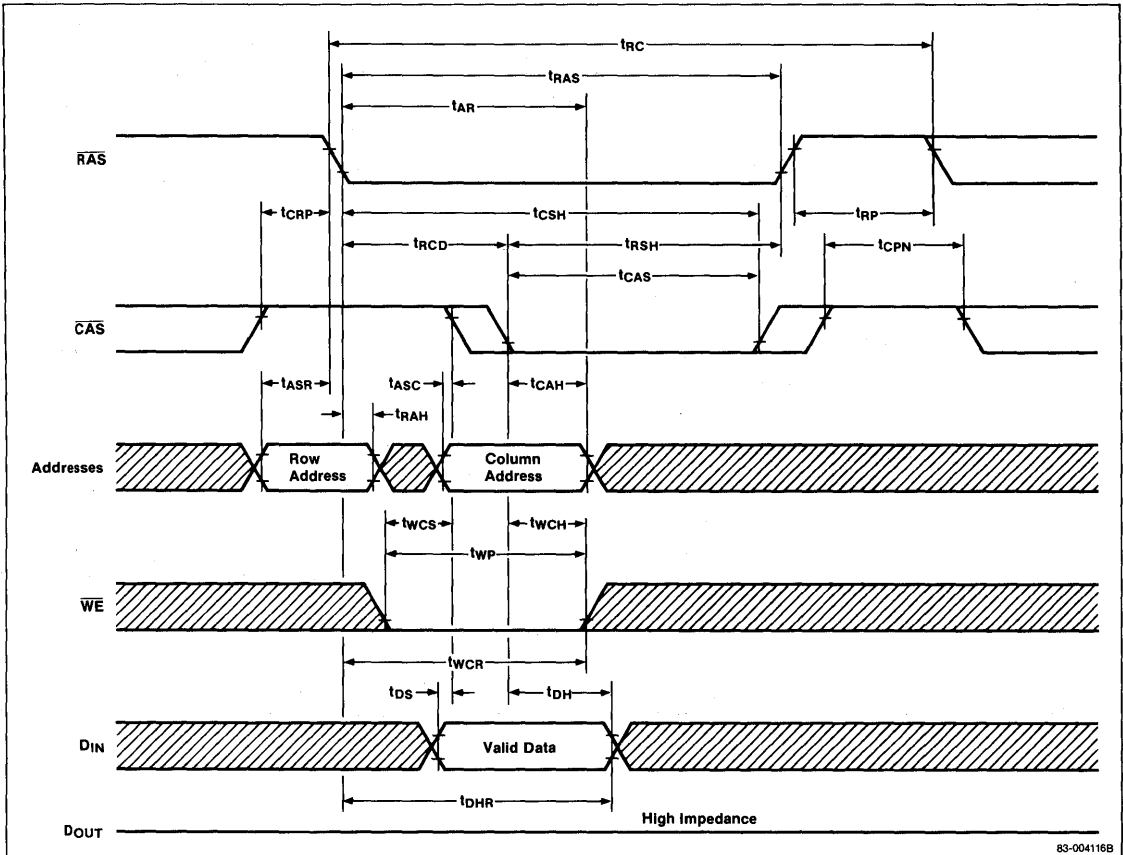 tRC
tRAS
tAR
RAS
tCRP
tCSH
tRP
tRCD
tRSH
tCPN
tCAS
CAS
tASR
tASC
tCAH
tRAH
Addresses
Row
Address
Column
Address
tWCS
tWCH
tWP
WE
tWCR
tDS
tDH
DIN
Valid Data
tDHR
High Impedance
DOUT
83-004116B